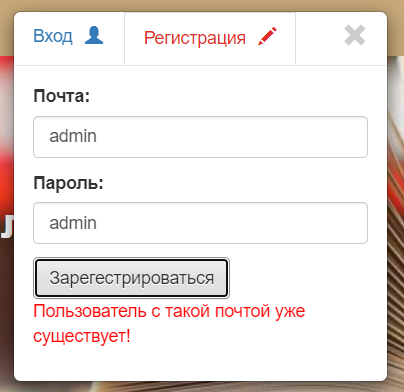 Вход
Регистрация
Почта:
admin
Пароль:
admin
Зарегестрироваться
Пользователь с такой почтой уже
существует!